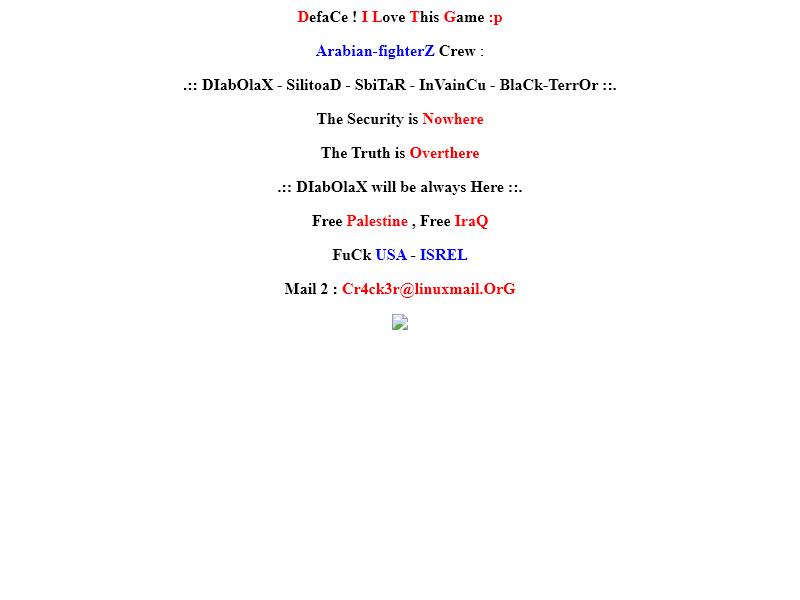 DefaCe ! I Love This Game :p
Arabian-fighterZ Crew :
.:: DIabOlaX - SilitoaD - SbiTaR - InVainCu - BlaCk-TerrOr ::.
The Security is Nowhere
The Truth is Overthere
.:: DIabOlaX will be always Here ::.
Free Palestine , Free IraQ
FuCk USA - ISREL
Mail 2 : Cr4ck3r@linuxmail.OrG